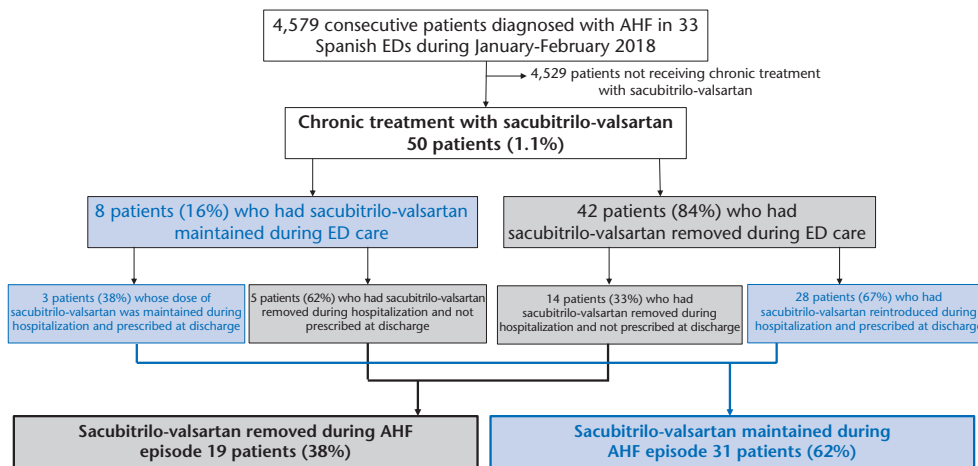 4,579 consecutive patients diagnosed with AHF in 33
Spanish EDs during January-February 2018
4,529 patients not receiving chronic treatment
with sacubitrilo-valsartan
Chronic treatment with sacubitrilo-valsartan
50 patients (1.1%)
8 patients (16%) who had sacubitrilo-valsartan
maintained during ED care
42 patients (84%) who had
sacubitrilo-valsartan removed during ED care
3 patients (38%) whose dose of
sacubitrilo-valsartan was maintained during
hospitalization and prescribed at discharge
5 patients (62%) who had sacubitrilo-valsartan
removed during hospitalization and not
prescribed at discharge
14 patients (33%) who had
sacubitrilo-valsartan removed during
hospitalization and not prescribed at discharge
28 patients (67%) who had
sacubitrilo-valsartan reintroduced during
hospitalization and prescribed at discharge
Sacubitrilo-valsartan removed during AHF
episode 19 patients (38%)
Sacubitrilo-valsartan maintained during
AHF episode 31 patients (62%)